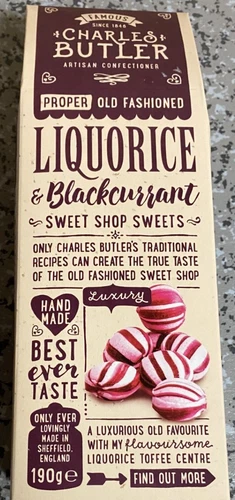 FAMOUS
SINCE 1848
CHARLES
BUTLER
ARTISAN CONFECTIONER
PROPER OLD FASHIONED
LIQUORICE
& Blackcurrant
SWEET SHOP SWEETS
ONLY CHARLES BUTLER'S TRADITIONAL
RECIPES CAN CREATE THE TRUE TASTE
OF THE OLD FASHIONED SWEET SHOP
HAND
MADE
Luxury
BEST
ever
TASTE
ONLY EVER
LOVINGLY
MADE IN
SHEFFIELD,
ENGLAND
190g e
A LUXURIOUS OLD FAVOURITE
WITH MY flavoursome
LIQUORICE TOFFEE CENTRE
FIND OUT MORE